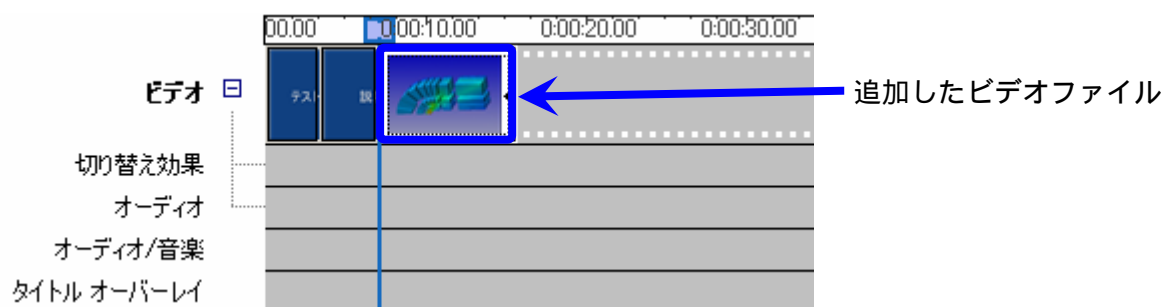 00.00 0:00:10.00 0:00:20.00 0:00:30.00
テスト 説
ビデオ
追加したビデオファイル
切り替え効果
オーディオ
オーディオ/音楽
タイトル オーバーレイ